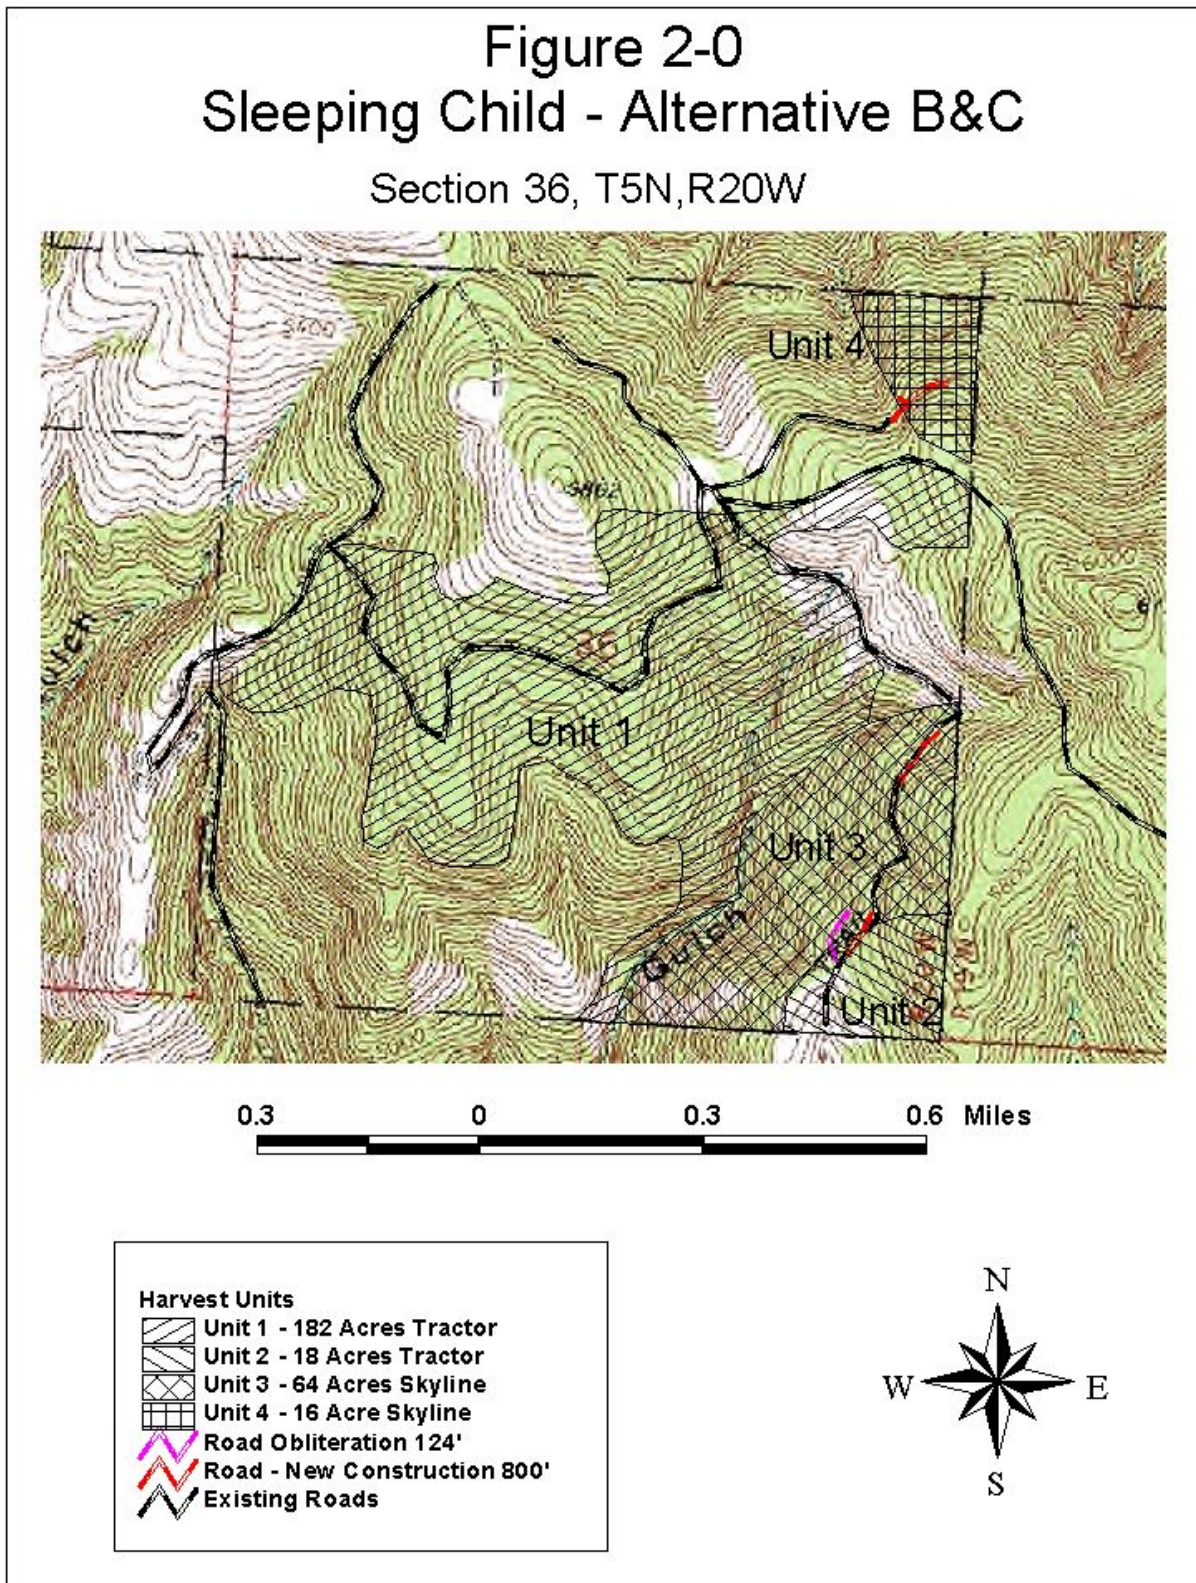 Figure 2-0
Sleeping Child - Alternative B&C
Section 36, T5N,R20W
Unit 4
5600
5862
36
Unit 1
Unit 3
Gulch
Unit 2
0.3 0 0.3 0.6 Miles
Harvest Units
Unit 1 - 182 Acres Tractor
Unit 2 - 18 Acres Tractor
Unit 3 - 64 Acres Skyline
Unit 4 - 16 Acre Skyline
Road Obliteration 124'
Road - New Construction 800'
Existing Roads
N
W E
S